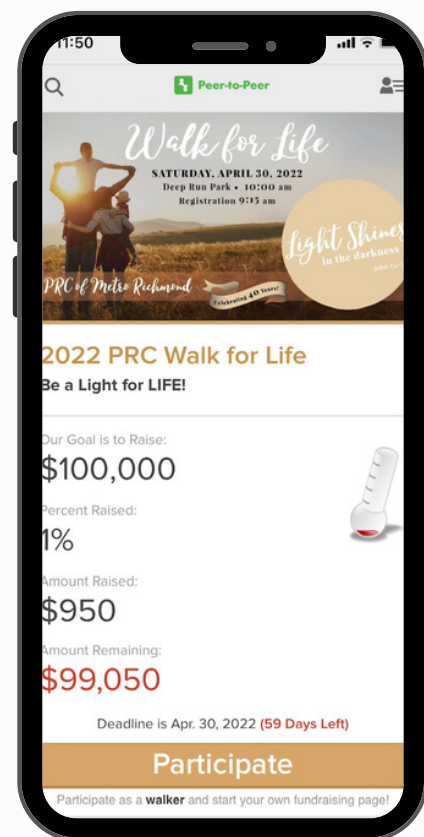 11:50
Peer-to-Peer
Walk for Life
SATURDAY, APRIL 30, 2022
Deep Run Park • 10:00 am
Registration 9:15 am
Light Shines
in the darkness
PRC of Metro Richmond
Celebrating 40 Years!
2022 PRC Walk for Life
Be a Light for LIFE!
Our Goal is to Raise:
$100,000
Percent Raised:
1%
Amount Raised:
$950
Amount Remaining:
$99,050
Deadline is Apr. 30, 2022 (59 Days Left)
Participate
Participate as a walker and start your own fundraising page!